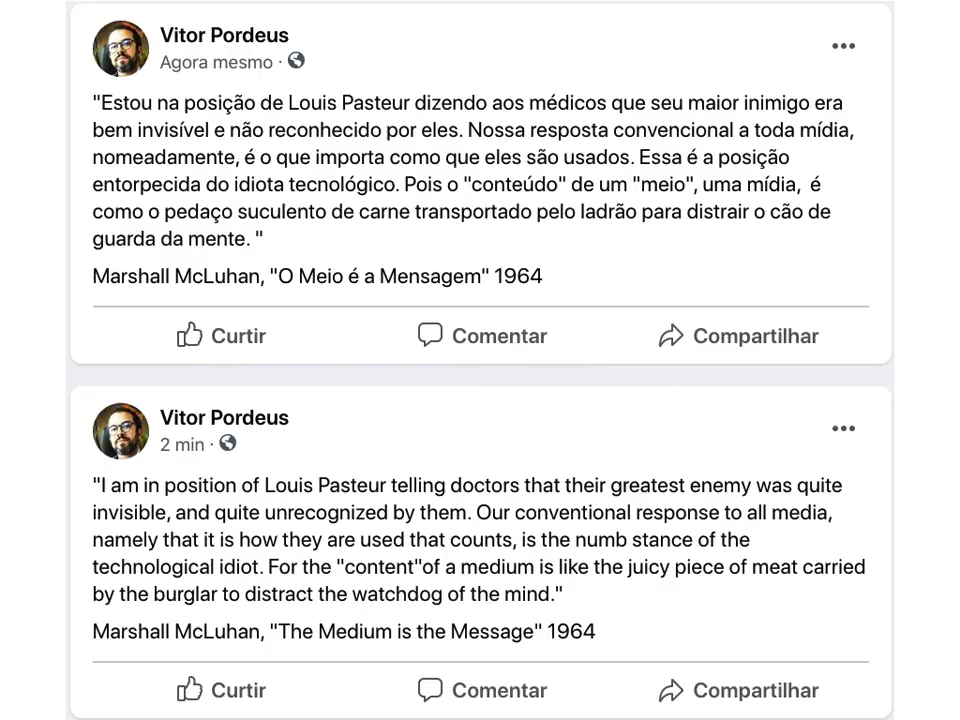 Vitor Pordeus
Agora mesmo ·
"Estou na posição de Louis Pasteur dizendo aos médicos que seu maior inimigo era
bem invisível e não reconhecido por eles. Nossa resposta convencional a toda mídia,
nomeadamente, é o que importa como que eles são usados. Essa é a posição
entorpecida do idiota tecnológico. Pois o "conteúdo" de um "meio", uma mídia,  é
como o pedaço suculento de carne transportado pelo ladrão para distrair o cão de
guarda da mente. "
Marshall McLuhan, "O Meio é a Mensagem" 1964
Curtir Comentar Compartilhar
Vitor Pordeus
2 min ·
"I am in position of Louis Pasteur telling doctors that their greatest enemy was quite
invisible, and quite unrecognized by them. Our conventional response to all media,
namely that it is how they are used that counts, is the numb stance of the
technological idiot. For the "content"of a medium is like the juicy piece of meat carried
by the burglar to distract the watchdog of the mind."
Marshall McLuhan, "The Medium is the Message" 1964
Curtir Comentar Compartilhar